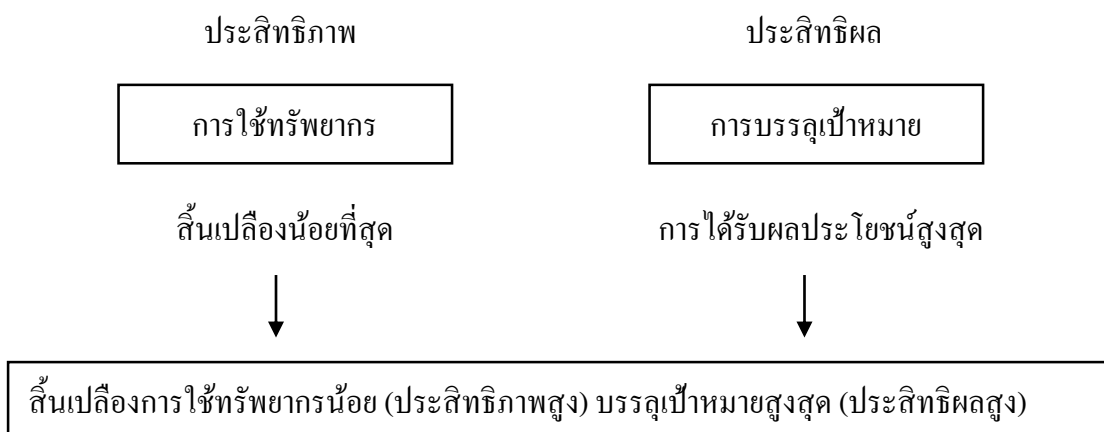 ประสิทธิภาพ ประสิทธิผล
การใช้ทรัพยากร การบรรลุเป้าหมาย
สิ้นเปลืองน้อยที่สุด การได้รับผลประโยชน์สูงสุด
สิ้นเปลืองการใช้ทรัพยากรน้อย (ประสิทธิภาพสูง) บรรลุเป้าหมายสูงสุด (ประสิทธิผลสูง)